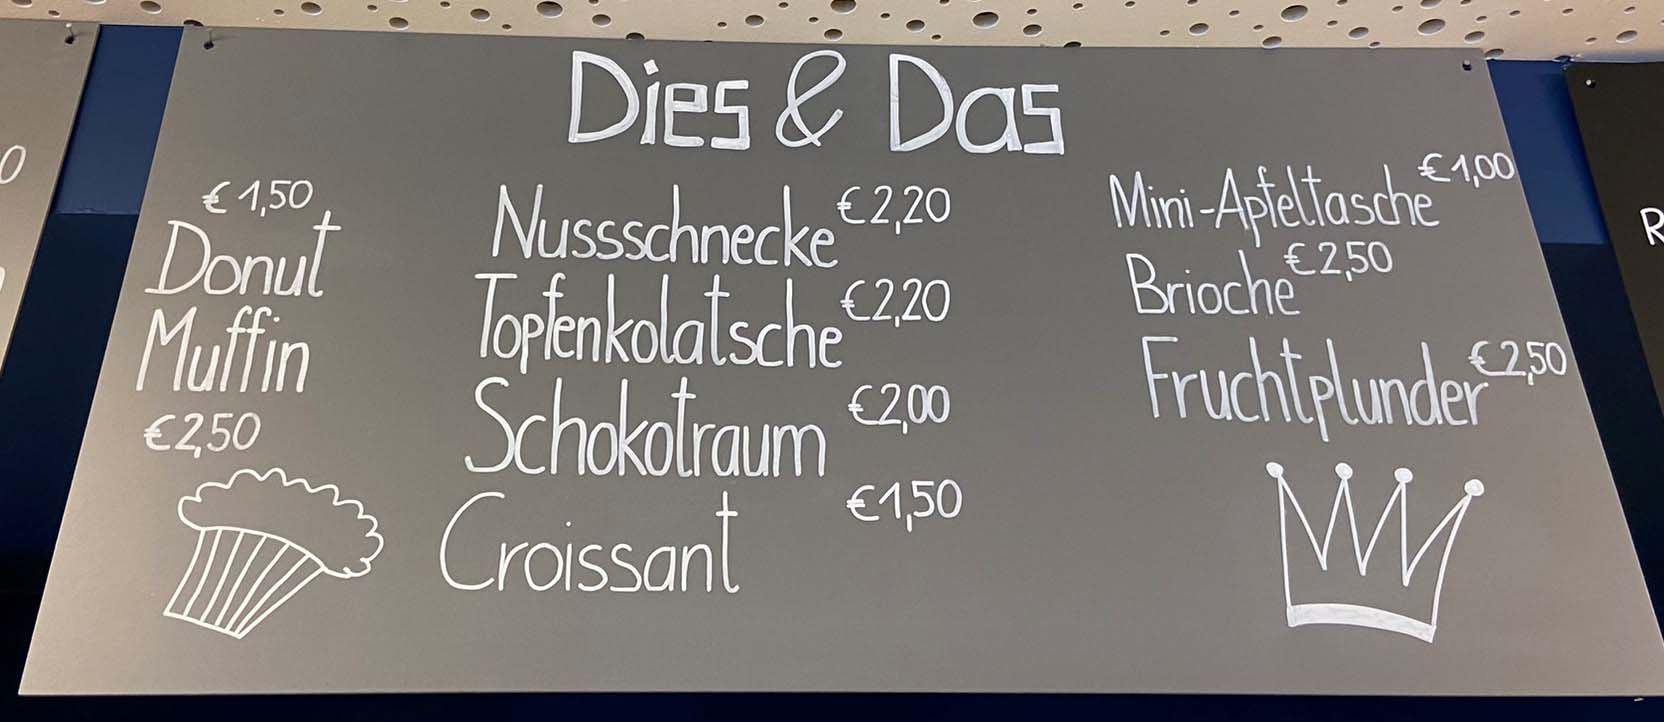 Dies & Das
€ 1,50
Donut
Muffin
€2,50
Nussschnecke €2,20
Topfenkolatsche €2,20
Schokotraum €2,00
Croissant €1,50
Mini-Apfeltasche €1,00
Brioche €2,50
Fruchtplunder €2,50
0
R